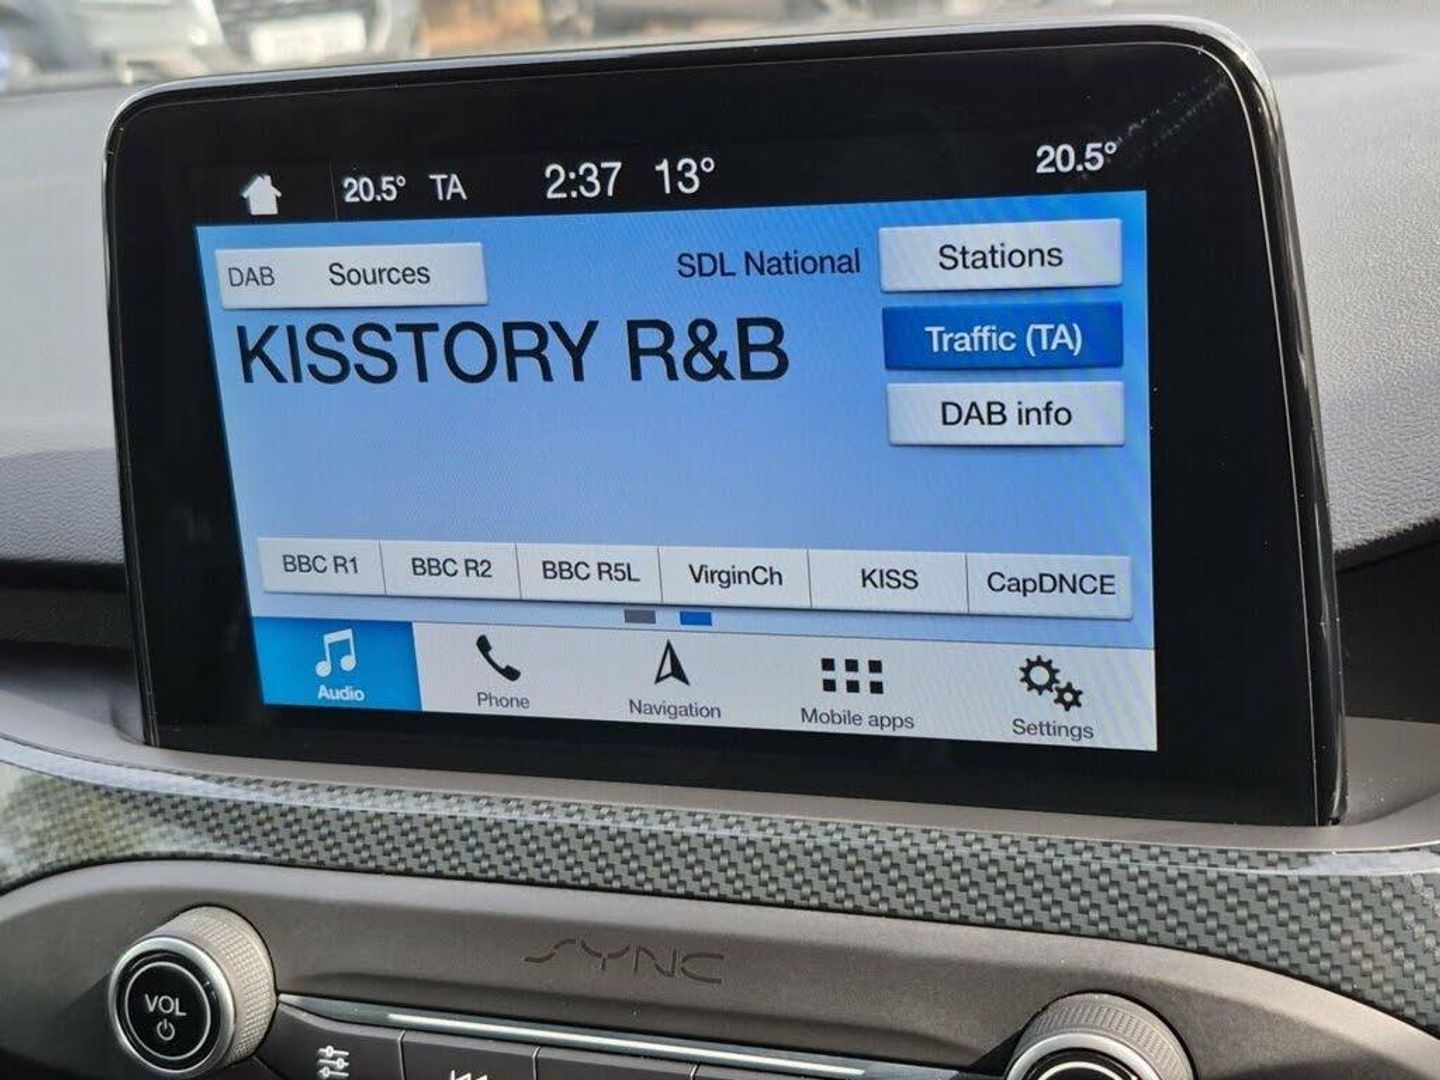 20.5° TA 2:37 13° 20.5°
DAB Sources SDL National Stations
KISSTORY R&B
Traffic (TA)
DAB info
BBC R1 BBC R2 BBC R5L VirginCh KISS CapDNCE
Audio Phone Navigation Mobile apps Settings
SYNC
VOL